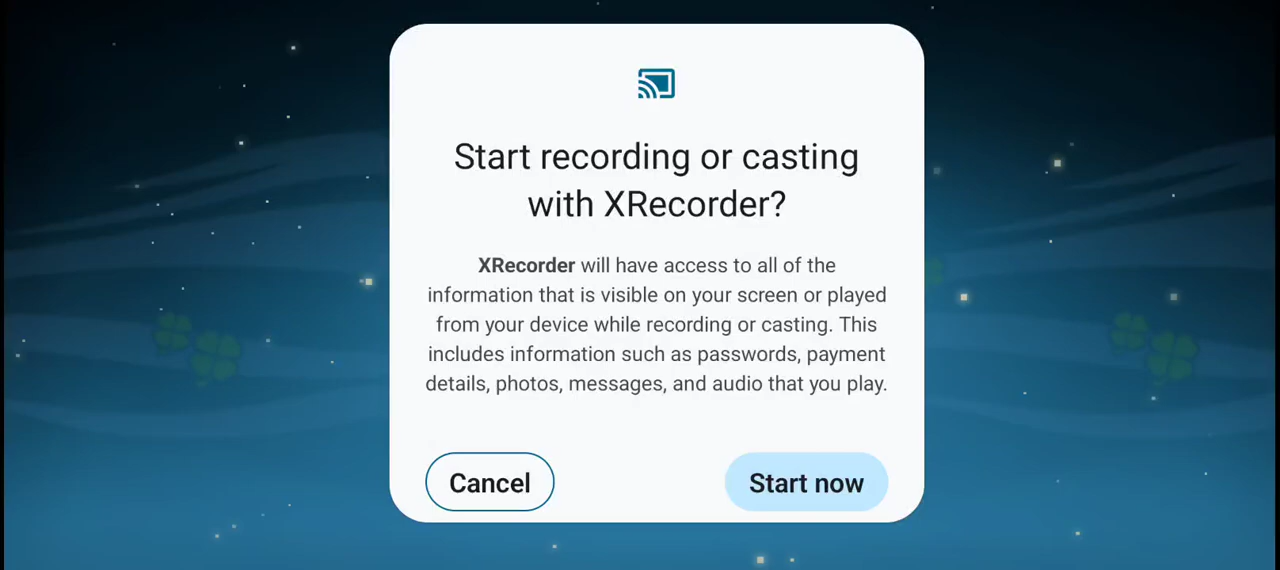 Start recording or casting
with XRecorder?
XRecorder will have access to all of the
information that is visible on your screen or played
from your device while recording or casting. This
includes information such as passwords, payment
details, photos, messages, and audio that you play.
Cancel
Start now